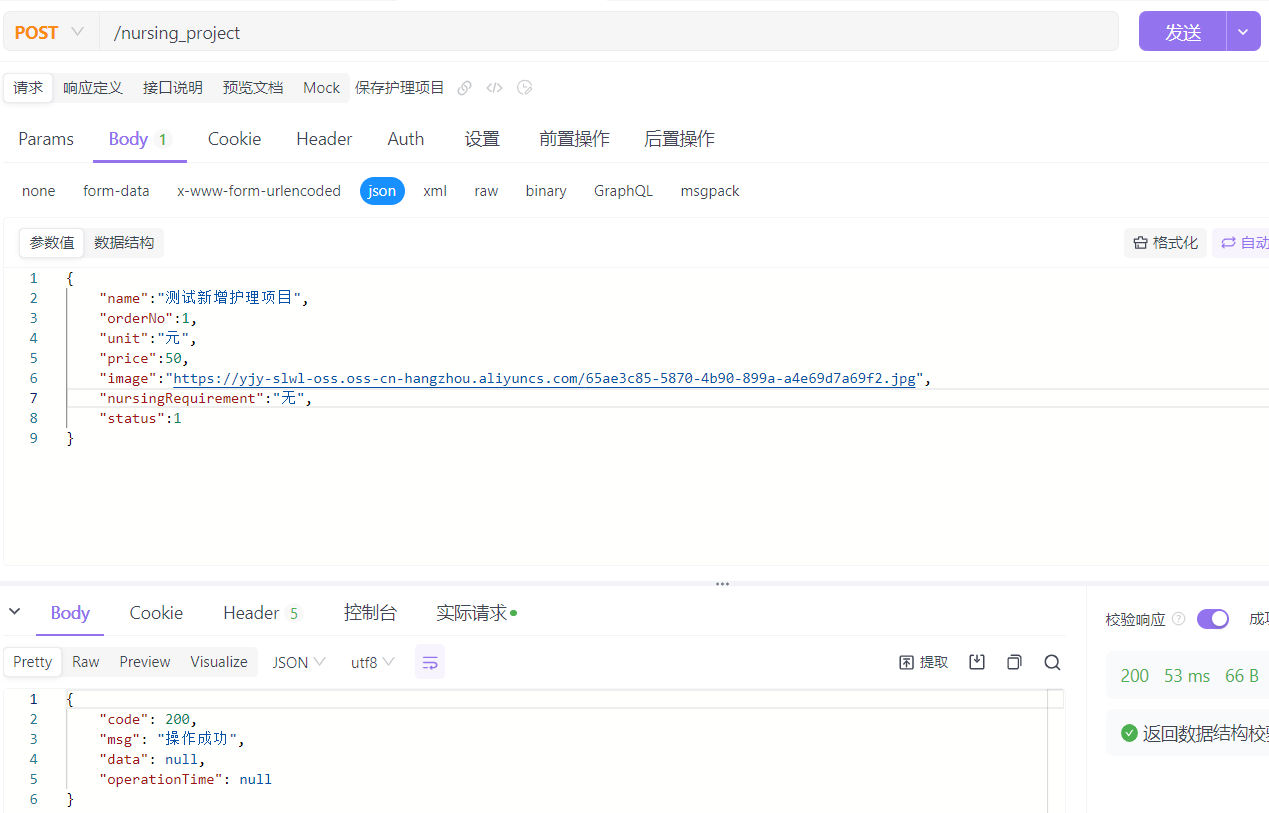 POST /nursing_project 发送
请求 响应定义 接口说明 预览文档 Mock 保存护理项目
Params Body 1 Cookie Header Auth 设置 前置操作 后置操作
none form-data x-www-form-urlencoded json xml raw binary GraphQL msgpack
参数值 数据结构 格式化 自动
1 {
2 "name":"测试新增护理项目",
3 "orderNo":1,
4 "unit":"元",
5 "price":50,
6 "image":"https://yjy-slwl-oss.oss-cn-hangzhou.aliyuncs.com/65ae3c85-5870-4b90-899a-a4e69d7a69f2.jpg",
7 "nursingRequirement":"无",
8 "status":1
9 }
Body Cookie Header 5 控制台 实际请求 校验响应
Pretty Raw Preview Visualize JSON utf8 提取 200 53 ms 66 B
1 {
2 "code": 200,
3 "msg": "操作成功",
4 "data": null,
5 "operationTime": null
6 }
返回数据结构校